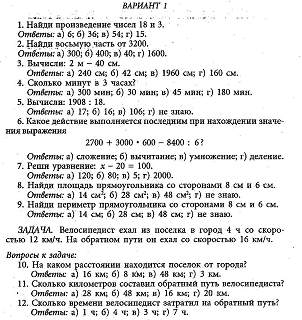 ВАРИАНТ 1
1. Найди произведение чисел 18 и 3.
Ответы: а) 6; б) 36; в) 54; г) 15.
2. Найди восьмую часть от 3200.
Ответы: а) 300; б) 400; в) 40; г) 1600.
3. Вычисли: 2 м – 40 см.
Ответы: а) 240 см; б) 42 см; в) 1960 см; г) 160 см.
4. Сколько минут в 3 часах?
Ответы: а) 300 мин; б) 30 мин; в) 45 мин; г) 180 мин.
5. Вычисли: 1908 : 18.
Ответы: а) 17; б) 16; в) 106; г) не знаю.
6. Какое действие выполняется последним при нахождении значе-
ния выражения
2700 + 3000 • 600 – 8400 : 6?
Ответы: а) сложение; б) вычитание; в) умножение; г) деление.
7. Реши уравнение: x – 20 = 100.
Ответы: а) 120; б) 80; в) 5; г) 2000.
8. Найди площадь прямоугольника со сторонами 8 см и 6 см.
Ответы: а) 14 см²; б) 28 см²; в) 48 см²; г) не знаю.
9. Найди периметр прямоугольника со сторонами 8 см и 6 см.
Ответы: а) 14 см; б) 28 см; в) 48 см; г) не знаю.
ЗАДАЧА. Велосипедист ехал из поселка в город 4 ч со скоро-
стью 12 км/ч. На обратном пути он ехал со скоростью 16 км/ч.
Вопросы к задаче:
10. На каком расстоянии находится поселок от города?
Ответы: а) 16 км; б) 8 км; в) 48 км; г) 3 км.
11. Сколько километров составил обратный путь велосипедиста?
Ответы: а) 28 км; б) 48 км; в) 16 км; г) 20 км.
12. Сколько времени велосипедист затратил на обратный путь?
Ответы: а) 1 ч; б) 4 ч; в) 3 ч; г) 7 ч.